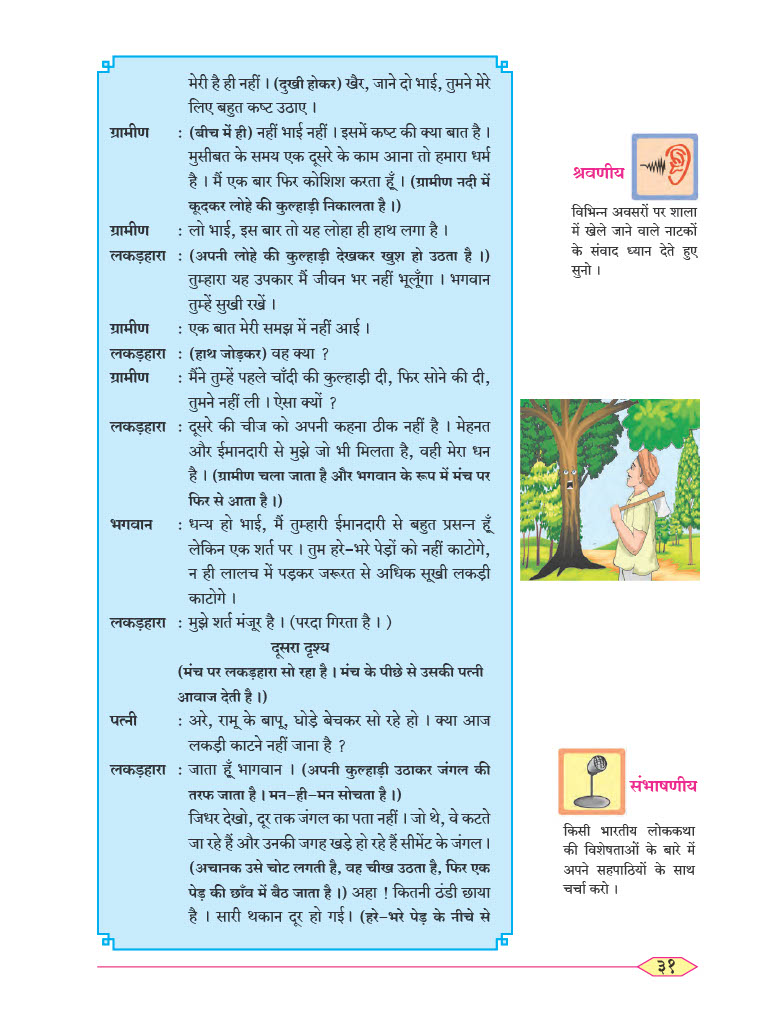 मेरी है ही नहीं । (दुखी होकर) खैर, जाने दो भाई, तुमने मेरे
लिए बहुत कष्ट उठाए ।
ग्रामीण : (बीच में ही) नहीं भाई नहीं । इसमें कष्ट की क्या बात है ।
मुसीबत के समय एक दूसरे के काम आना तो हमारा धर्म
है । मैं एक बार फिर कोशिश करता हूँ । (ग्रामीण नदी में
कूदकर लोहे की कुल्हाड़ी निकालता है ।)
ग्रामीण : लो भाई, इस बार तो यह लोहा ही हाथ लगा है ।
लकड़हारा : (अपनी लोहे की कुल्हाड़ी देखकर खुश हो उठता है ।)
तुम्हारा यह उपकार मैं जीवन भर नहीं भूलूँगा । भगवान
तुम्हें सुखी रखें ।
ग्रामीण : एक बात मेरी समझ में नहीं आई ।
लकड़हारा : (हाथ जोड़कर) वह क्या ?
ग्रामीण : मैंने तुम्हें पहले चाँदी की कुल्हाड़ी दी, फिर सोने की दी,
तुमने नहीं ली । ऐसा क्यों ?
लकड़हारा : दूसरे की चीज को अपनी कहना ठीक नहीं है । मेहनत
और ईमानदारी से मुझे जो भी मिलता है, वही मेरा धन
है । (ग्रामीण चला जाता है और भगवान के रूप में मंच पर
फिर से आता है ।)
भगवान : धन्य हो भाई, मैं तुम्हारी ईमानदारी से बहुत प्रसन्न हूँ
लेकिन एक शर्त पर । तुम हरे-भरे पेड़ों को नहीं काटोगे,
न ही लालच में पड़कर जरूरत से अधिक सूखी लकड़ी
काटोगे ।
लकड़हारा : मुझे शर्त मंजूर है । (परदा गिरता है । )
दूसरा दृश्य
(मंच पर लकड़हारा सो रहा है । मंच के पीछे से उसकी पत्नी
आवाज देती है ।)
पत्नी : अरे, रामू के बापू, घोड़े बेचकर सो रहे हो । क्या आज
लकड़ी काटने नहीं जाना है ?
लकड़हारा : जाता हूँ भागवान । (अपनी कुल्हाड़ी उठाकर जंगल की
तरफ जाता है । मन-ही-मन सोचता है ।)
जिधर देखो, दूर तक जंगल का पता नहीं । जो थे, वे कटते
जा रहे हैं और उनकी जगह खड़े हो रहे हैं सीमेंट के जंगल ।
(अचानक उसे चोट लगती है, वह चीख उठता है, फिर एक
पेड़ की छाँव में बैठ जाता है ।) अहा ! कितनी ठंडी छाया
है । सारी थकान दूर हो गई । (हरे-भरे पेड़ के नीचे से
श्रवणीय
विभिन्न अवसरों पर शाला
में खेले जाने वाले नाटकों
के संवाद ध्यान देते हुए
सुनो ।
संभाषणीय
किसी भारतीय लोककथा
की विशेषताओं के बारे में
अपने सहपाठियों के साथ
चर्चा करो ।
३१